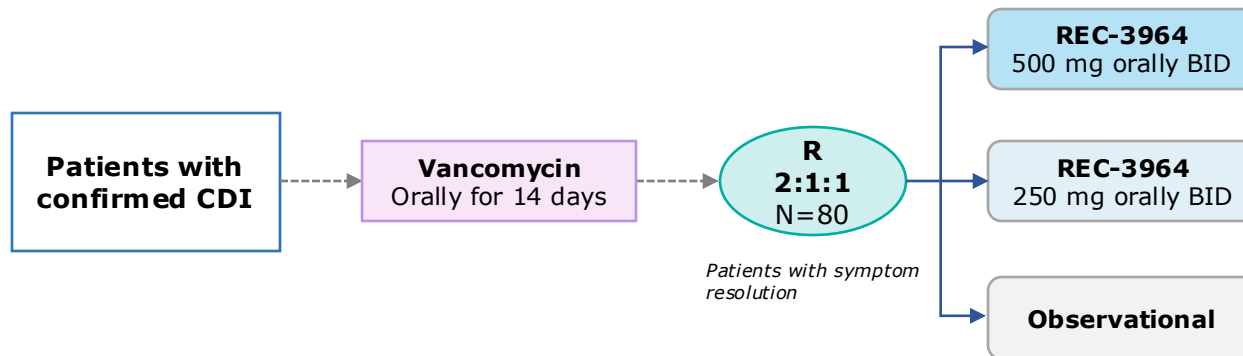 Patients with
confirmed CDI
Vancomycin
Orally for 14 days
R
2:1:1
N=80
Patients with symptom
resolution
REC-3964
500 mg orally BID
REC-3964
250 mg orally BID
Observational